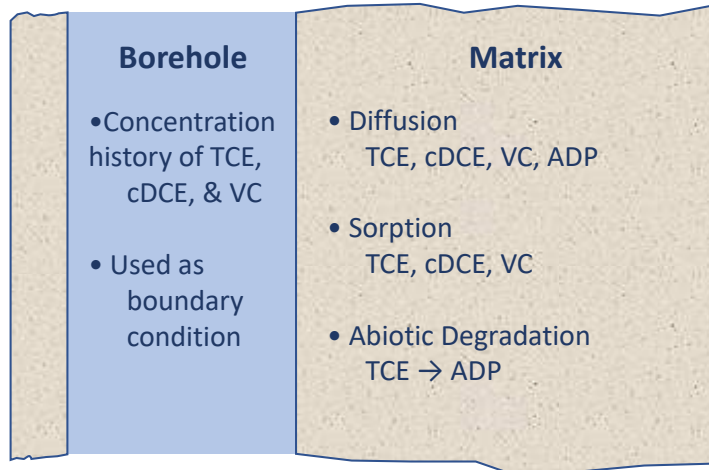 Borehole
•Concentration
history of TCE,
cDCE, & VC
• Used as
boundary
condition
Matrix
• Diffusion
TCE, cDCE, VC, ADP
• Sorption
TCE, cDCE, VC
• Abiotic Degradation
TCE → ADP